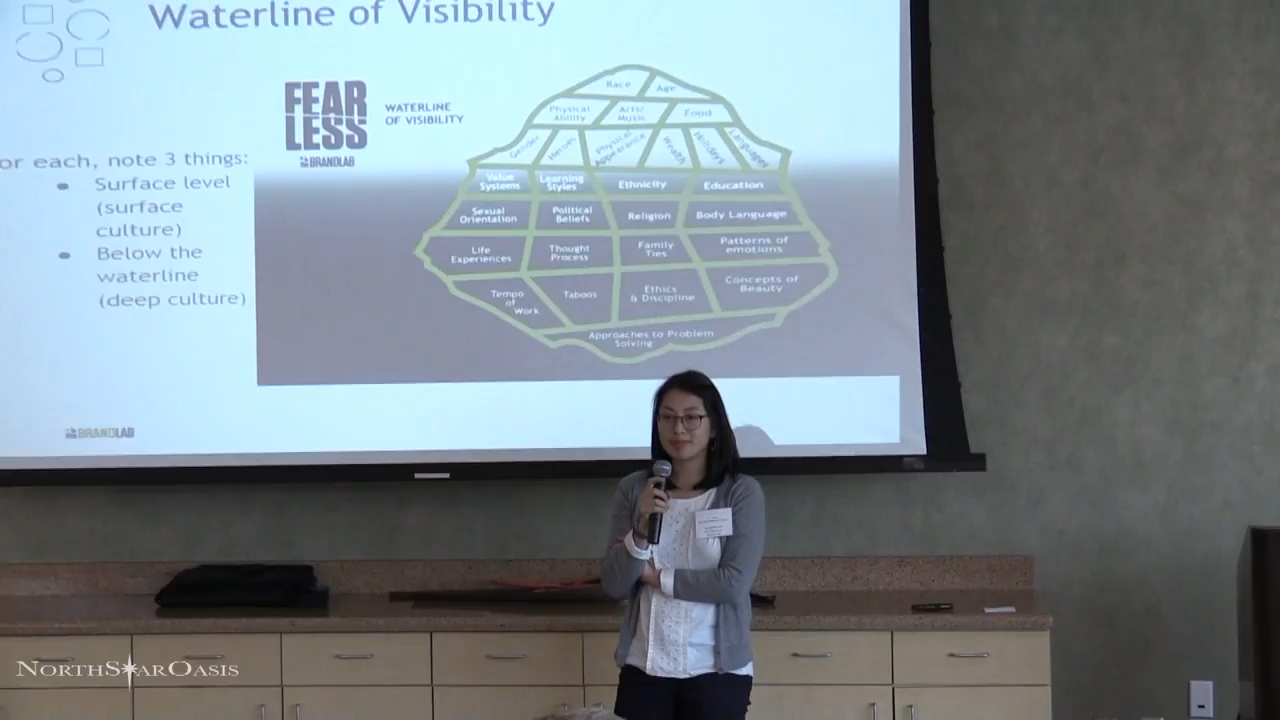 Waterline of Visibility
FEAR
LESS
BRANDLAB
WATERLINE
OF VISIBILITY
or each, note 3 things:
Surface level
(surface
culture)
Below the
waterline
(deep culture)
Race
Age
Physical
Ability
Arts/
Music
Food
Gender
Heroes
Physical
Appearance
Wealth
Holidays
Languages
Value
Systems
Learning
Styles
Ethnicity
Education
Sexual
Orientation
Political
Beliefs
Religion
Body Language
Life
Experiences
Thought
Process
Family
Ties
Patterns of
emotions
Tempo
of
Work
Taboos
Ethics
& Discipline
Concepts of
Beauty
Approaches to Problem
Solving
BRANDLAB
NORTHSTAROASIS